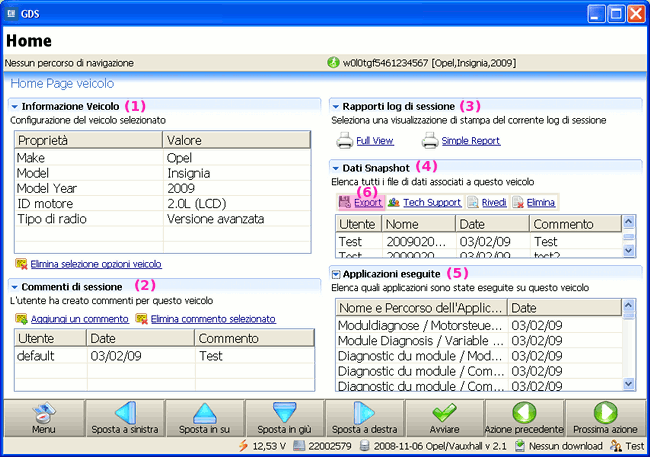 GDS
Home
Nessun percorso di navigazione
w0l0tgf5461234567 [Opel,Insignia,2009]
Home Page veicolo
Informazione Veicolo (1)
Configurazione del veicolo selezionato
Proprietà Valore
Make Opel
Model Insignia
Model Year 2009
ID motore 2.0L (LCD)
Tipo di radio Versione avanzata
Elimina selezione opzioni veicolo
Commenti di sessione (2)
L'utente ha creato commenti per questo veicolo
Aggiungi un commento Elimina commento selezionato
Utente Data Commento
default 03/02/09 Test
Rapporti log di sessione (3)
Seleziona una visualizzazione di stampa del corrente log di sessione
Full View Simple Report
Dati Snapshot (4)
Elenca tutti i file di dati associati a questo veicolo
(6)
Export Tech Support Rivedi Elimina
Utente Nome Data Commento
Test 2009020... 03/02/09 Test
Test 2009020... 03/02/09 test2
Applicazioni eseguite (5)
Elenca quali applicazioni sono state eseguite su questo veicolo
Nome e Percorso dell'Applic... Data
Moduldiagnose / Motorsteue... 03/02/09
Module Diagnosis / Variable ... 03/02/09
Diagnostic du module / Mod... 03/02/09
Diagnostic du module / Com... 03/02/09
Diagnostic du module / Com... 03/02/09
Menu
Sposta a sinistra
Sposta in su
Sposta in giù
Sposta a destra
Avviare
Azione precedente
Prossima azione
12,53 V 22002579 2008-11-06 Opel/Vauxhall v 2.1 Nessun download Test